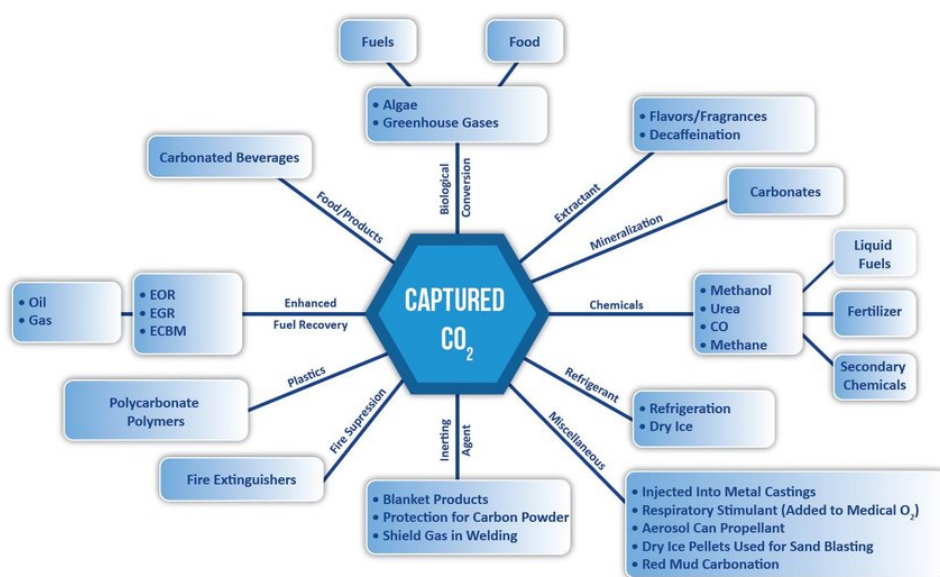 Fuels
Food
• Algae
• Greenhouse Gases
• Flavors/Fragrances
• Decaffeination
Carbonated Beverages
Carbonates
Biological
Conversion
Food/Products
Extractant
Mineralization
Liquid
Fuels
• Oil
• Gas
• EOR
• EGR
• ECBM
Enhanced
Fuel Recovery
CAPTURED
CO₂
Chemicals
• Methanol
• Urea
• CO
• Methane
Fertilizer
Secondary
Chemicals
Plastics
Polycarbonate
Polymers
Fire Supression
Fire Extinguishers
Inerting
Agent
• Blanket Products
• Protection for Carbon Powder
• Shield Gas in Welding
Refrigerant
• Refrigeration
• Dry Ice
Miscellaneous
• Injected Into Metal Castings
• Respiratory Stimulant (Added to Medical O₂)
• Aerosol Can Propellant
• Dry Ice Pellets Used for Sand Blasting
• Red Mud Carbonation